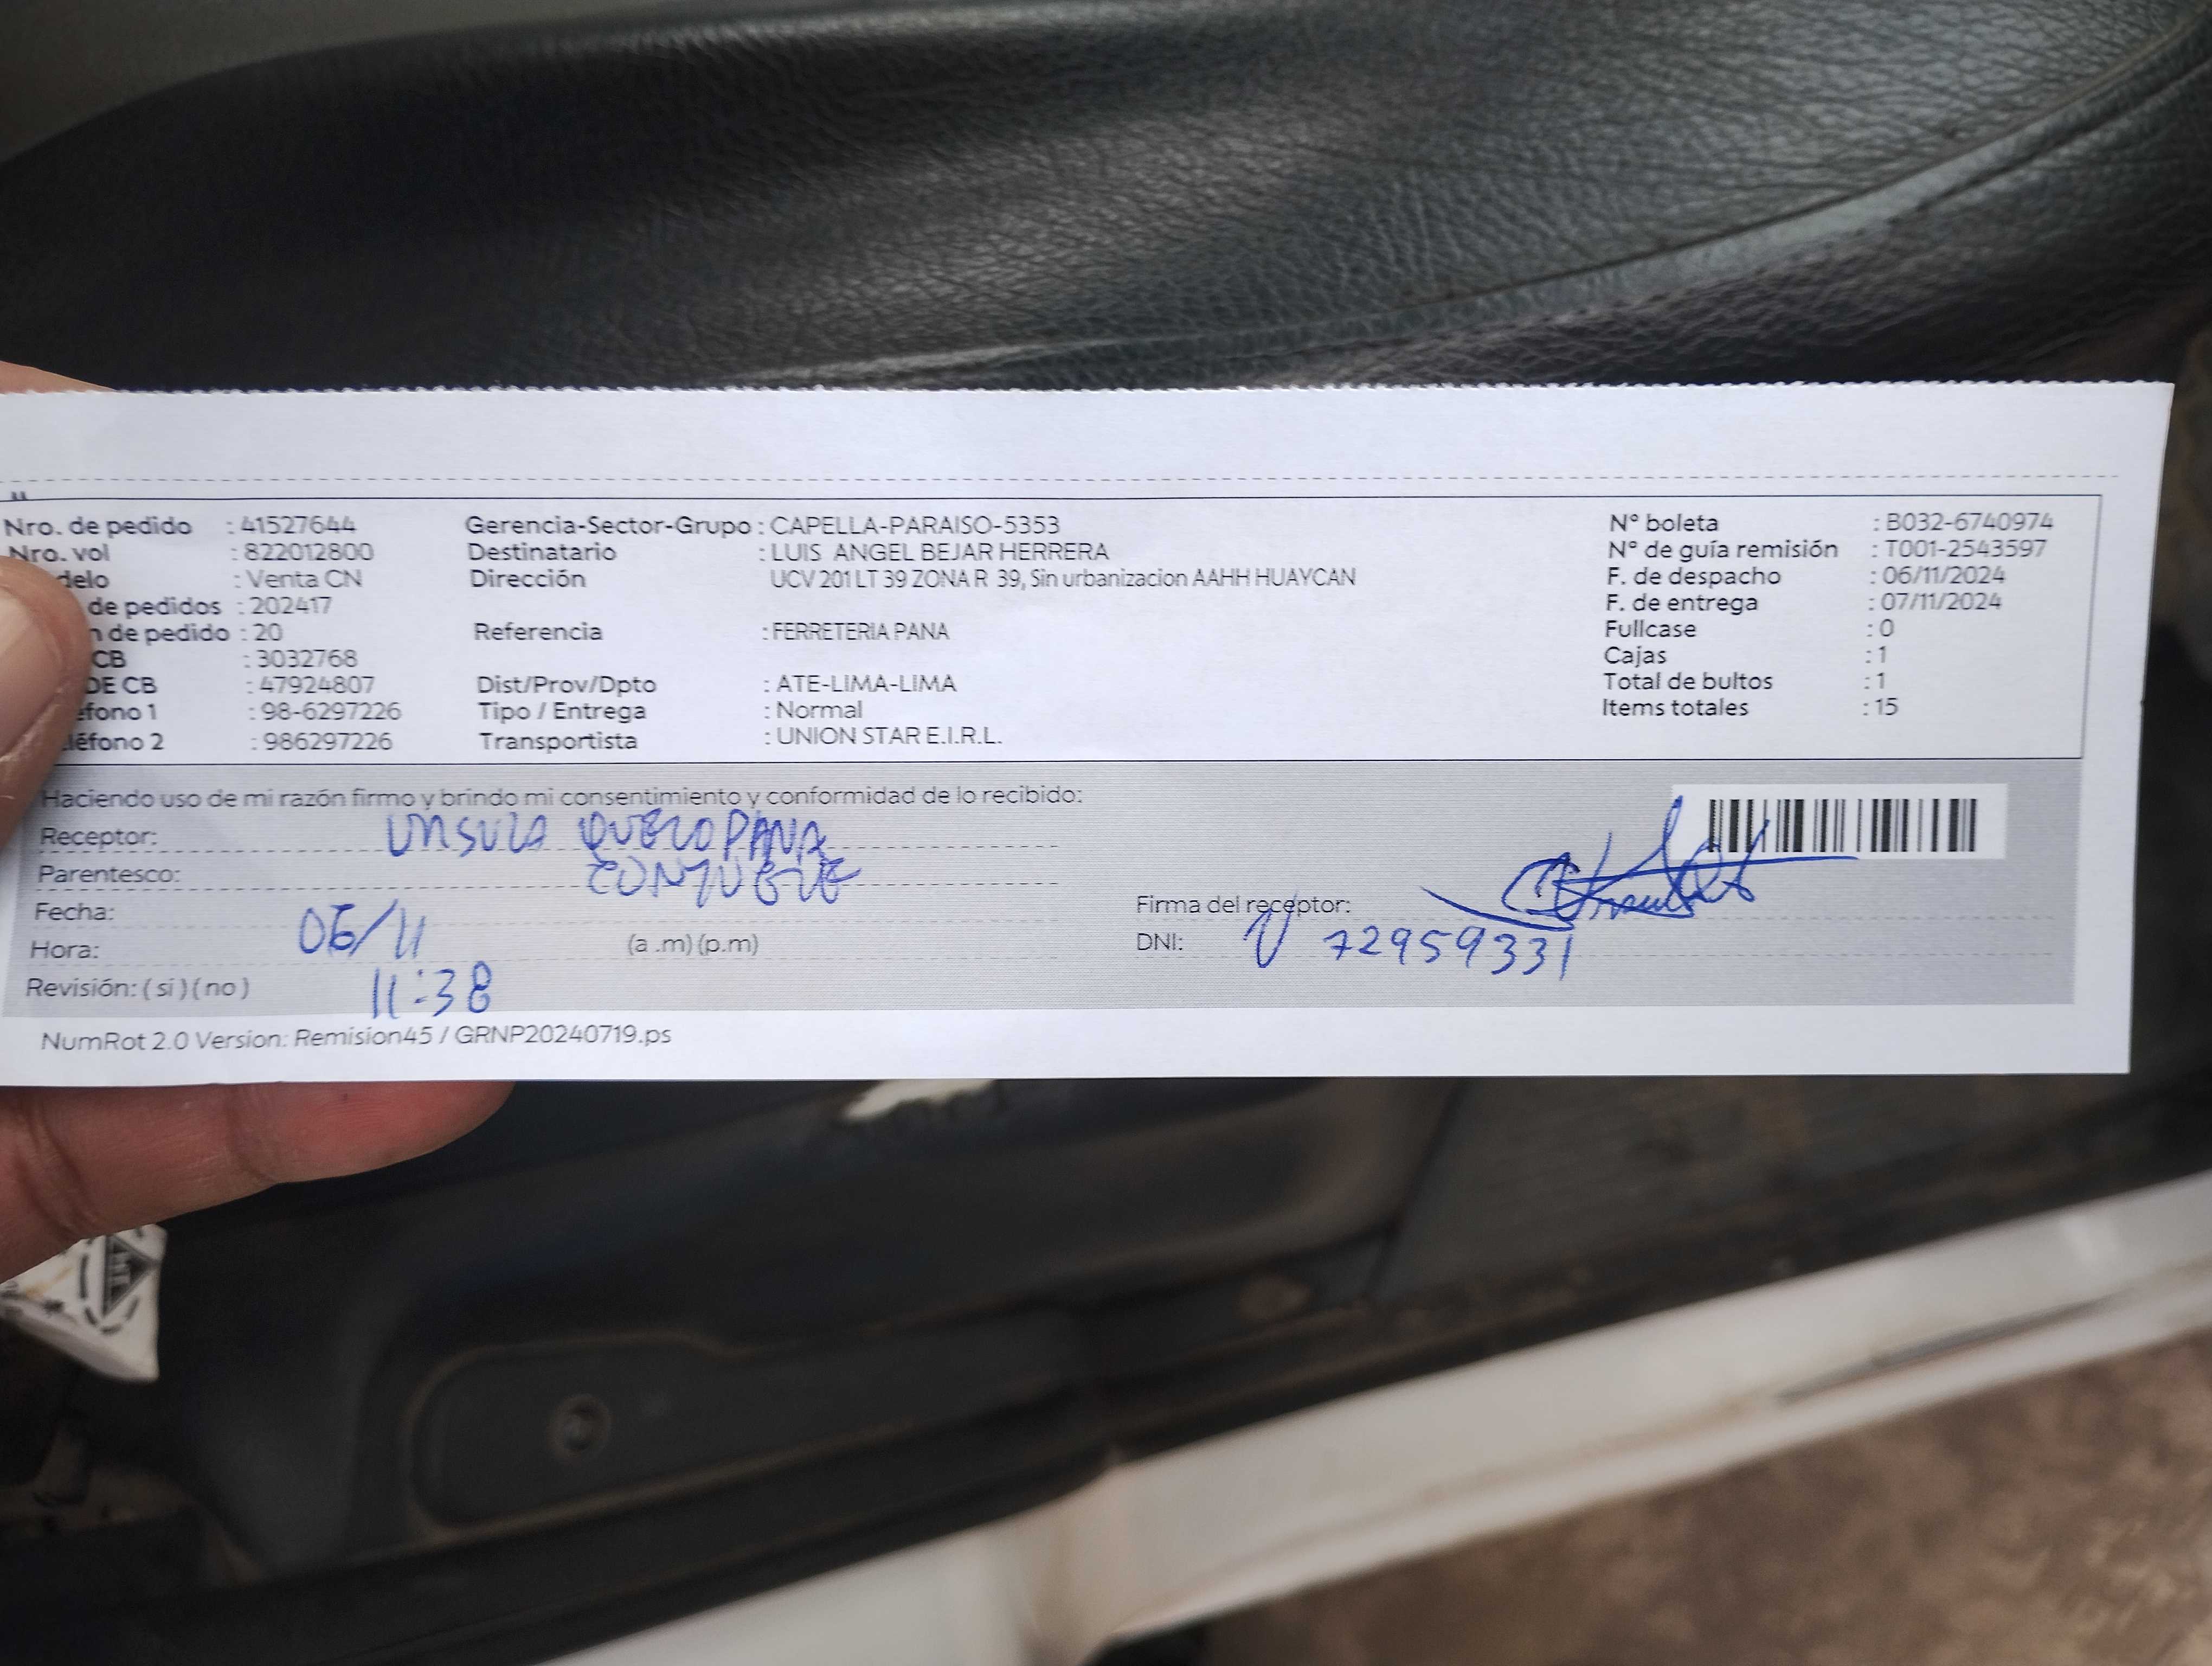 Nro. de pedido : 41527644 Gerencia-Sector-Grupo : CAPELLA-PARAISO-5353 N° boleta : B032-6740974
Nro. vol : 822012800 Destinatario : LUIS ANGEL BEJAR HERRERA N° de guía remisión : T001-2543597
delo : Venta CN Dirección UCV 201 LT 39 ZONA R 39, Sin urbanizacion AAHH HUAYCAN F. de despacho : 06/11/2024
de pedidos : 202417 F. de entrega : 07/11/2024
n de pedido : 20 Referencia : FERRETERIA PANA Fullcase : 0
CB : 3032768 Cajas : 1
DE CB : 47924807 Dist/Prov/Dpto : ATE-LIMA-LIMA Total de bultos : 1
éfono 1 : 98-6297226 Tipo / Entrega : Normal Items totales : 15
léfono 2 : 986297226 Transportista : UNION STAR E.I.R.L.
Haciendo uso de mi razón firmo y brindo mi consentimiento y conformidad de lo recibido:
Receptor: QUEZOPANA
Parentesco:
Fecha: 06/11 Firma del receptor:
Hora: 11:38 (a .m) (p.m) DNI: 72959331
Revisión: ( si ) ( no )
NumRot 2.0 Version: Remision45 / GRNP20240719.ps